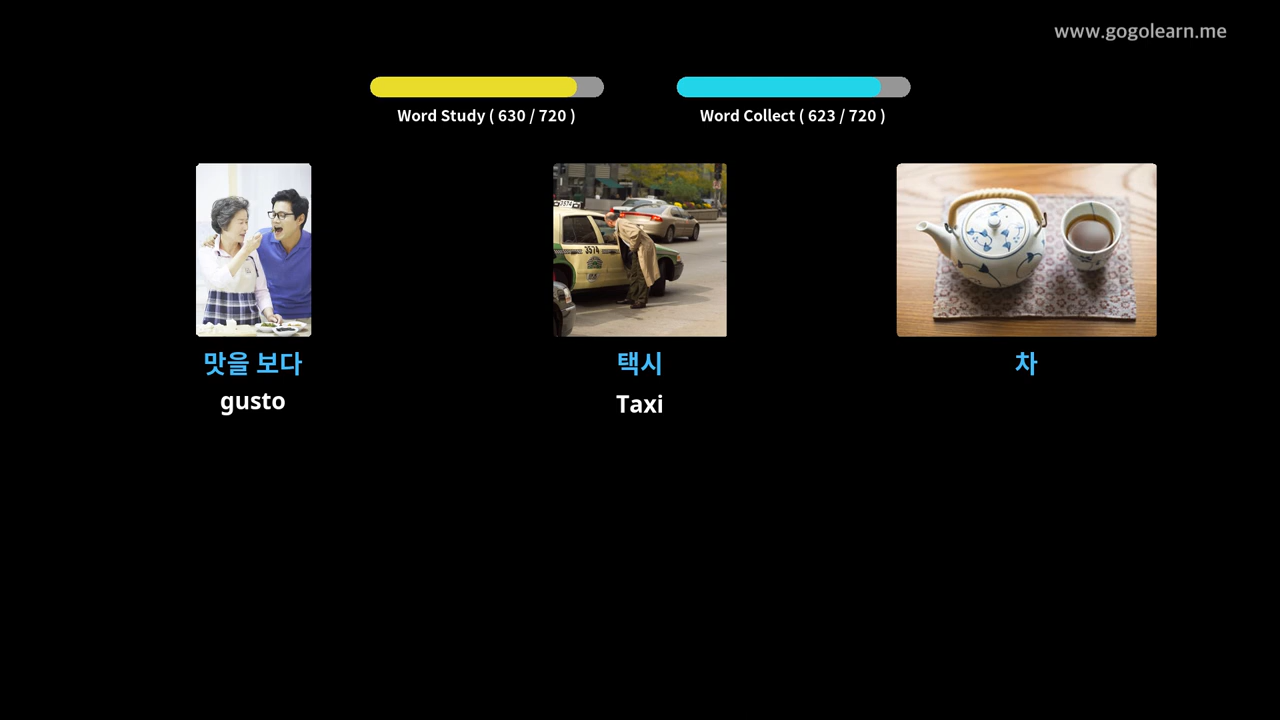 www.gogolearn.me
Word Study ( 630 / 720 )
Word Collect ( 623 / 720 )
3574
맛을 보다
택시
차
gusto
Taxi